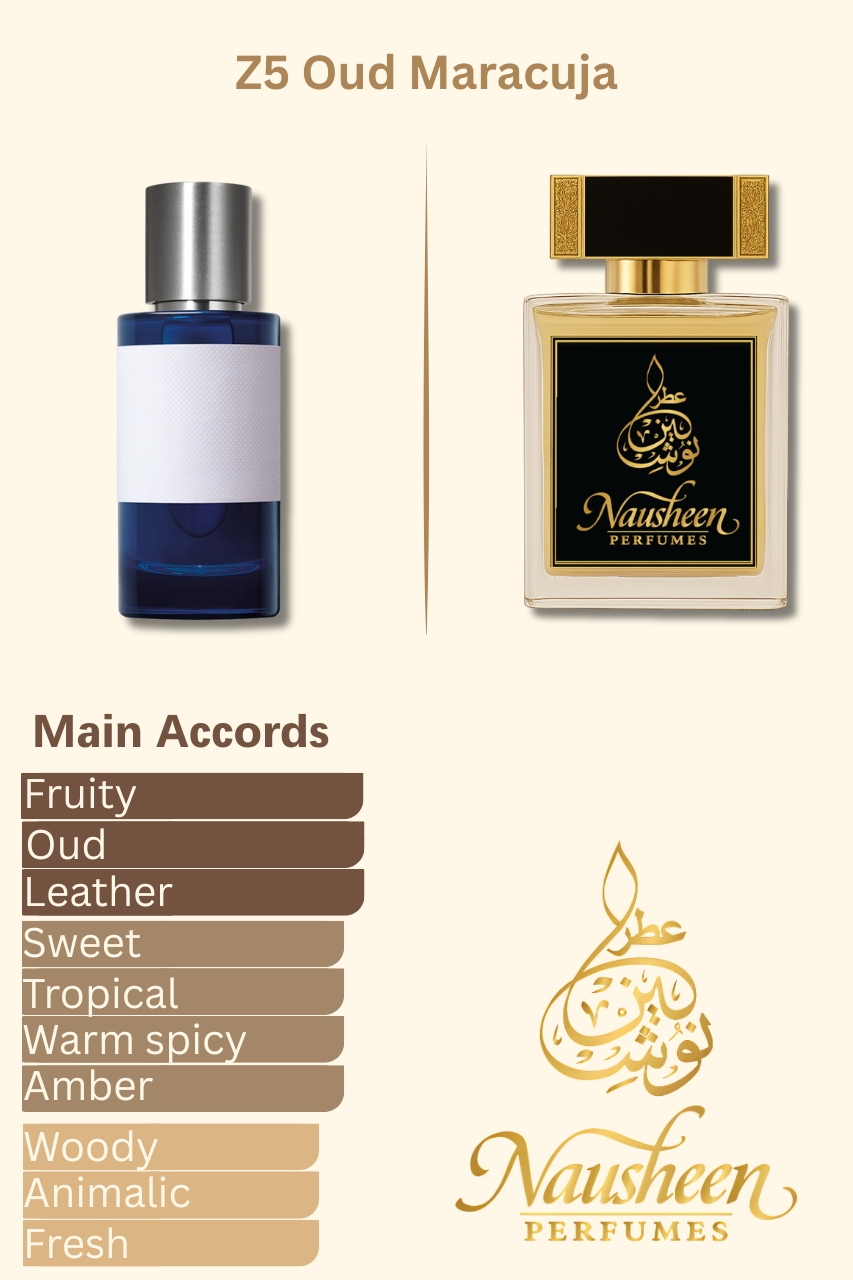 Z5 Oud Maracuja
عطر
نوشين
Nausheen
PERFUMES
Main Accords
Fruity
Oud
Leather
Sweet
Tropical
Warm spicy
Amber
Woody
Animalic
Fresh
عطر
نوشين
Nausheen
PERFUMES